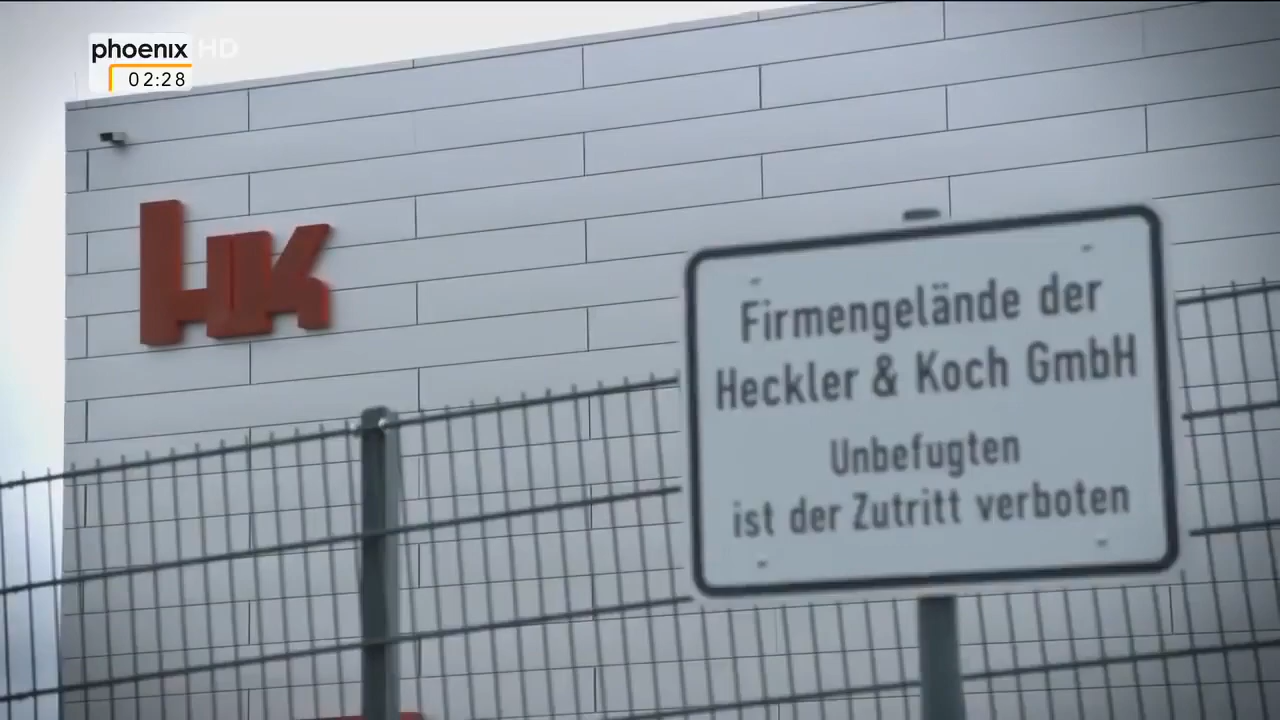 phoenix HD
02:28
HK
Firmengelände der
Heckler & Koch GmbH
Unbefugten
ist der Zutritt verboten